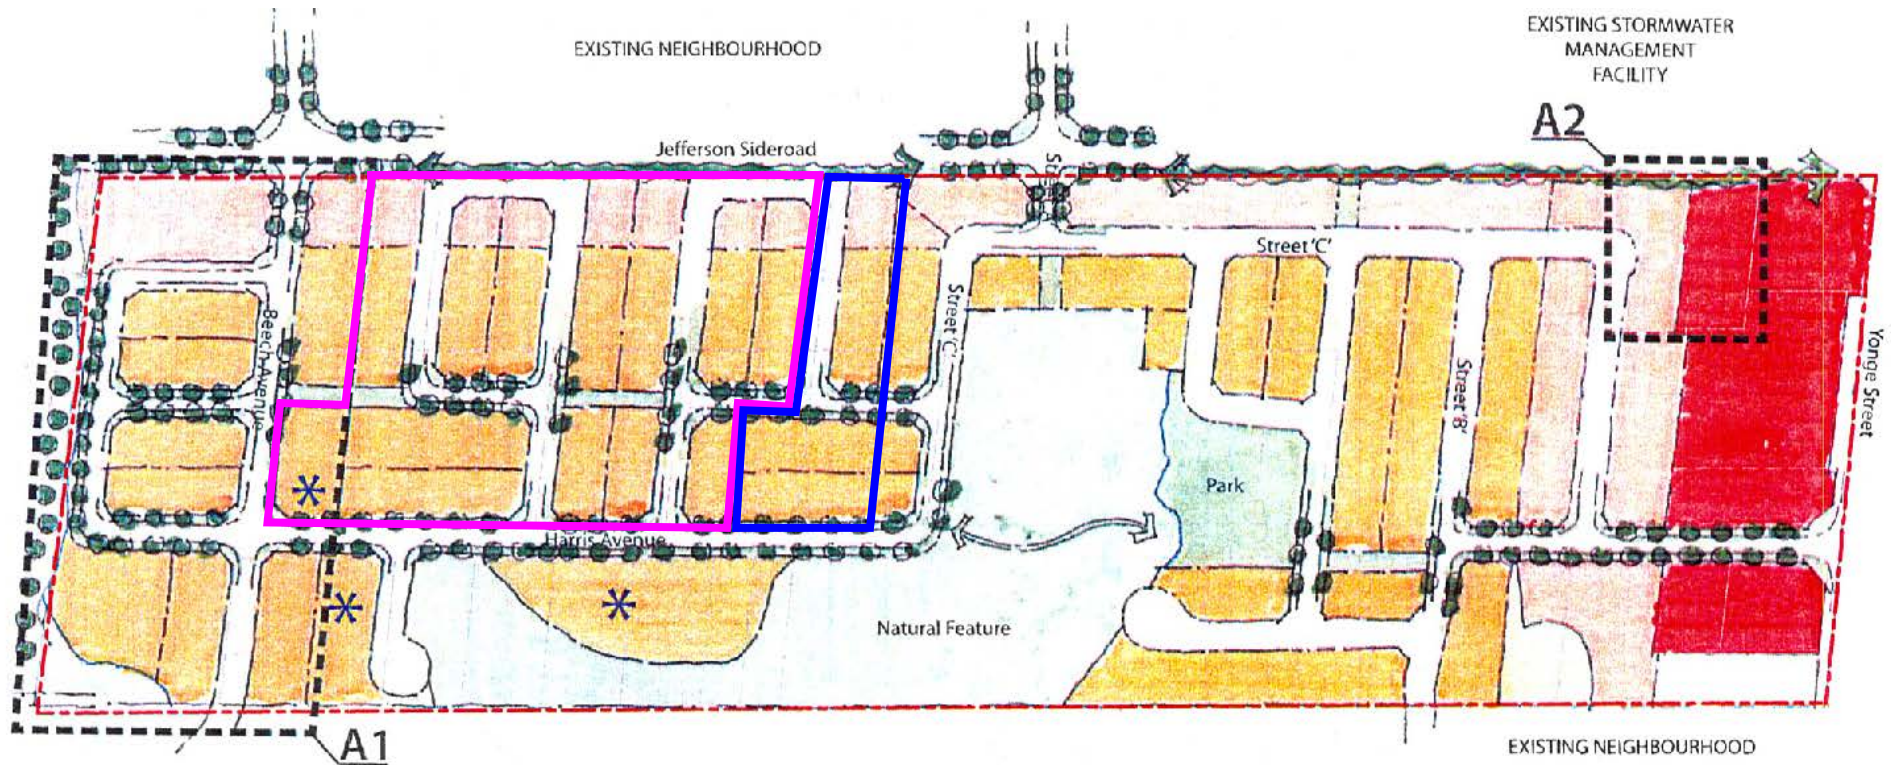 EXISTING NEIGHBOURHOOD
EXISTING STORMWATER
MANAGEMENT
FACILITY
A2
Jefferson Sideroad
Street 'C'
Beech Avenue
Street 'C'
Street 'B'
Yonge Street
*
Park
Harris Avenue
*
*
Natural Feature
A1
EXISTING NEIGHBOURHOOD